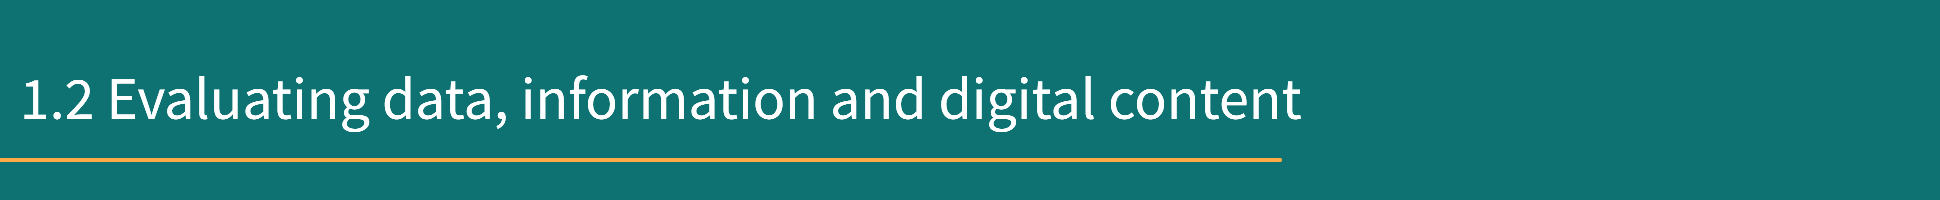 1.2 Evaluating data, information and digital content